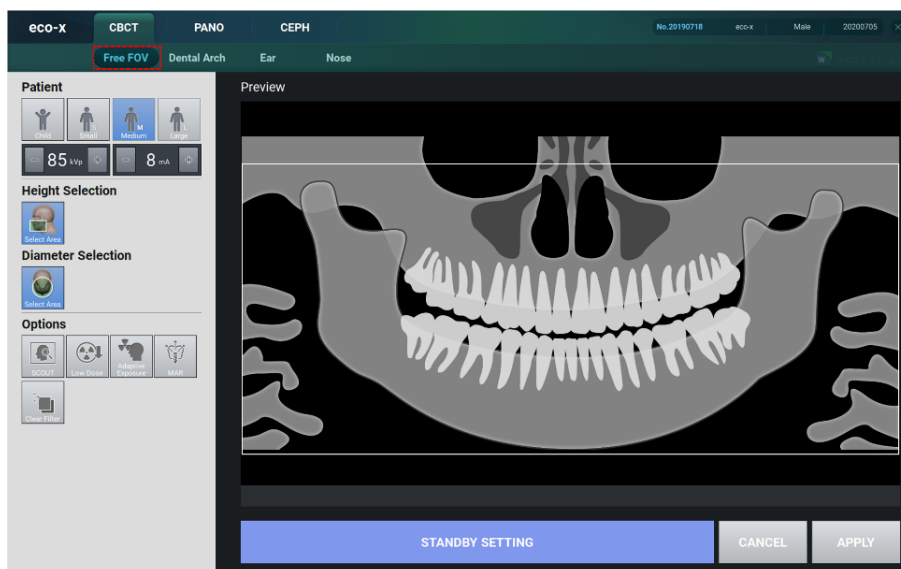 eco-x CBCT PANO CEPH No.20190718 eco-x Male 20200705
Free FOV Dental Arch Ear Nose
Patient
Preview
Child Small Medium Large
S M L
85 kVp 8 mA
Height Selection
Select Area
Diameter Selection
Select Area
Options
SCOUT Low Dose Adaptive Exposure MAR
Clear Filter
STANDBY SETTING CANCEL APPLY